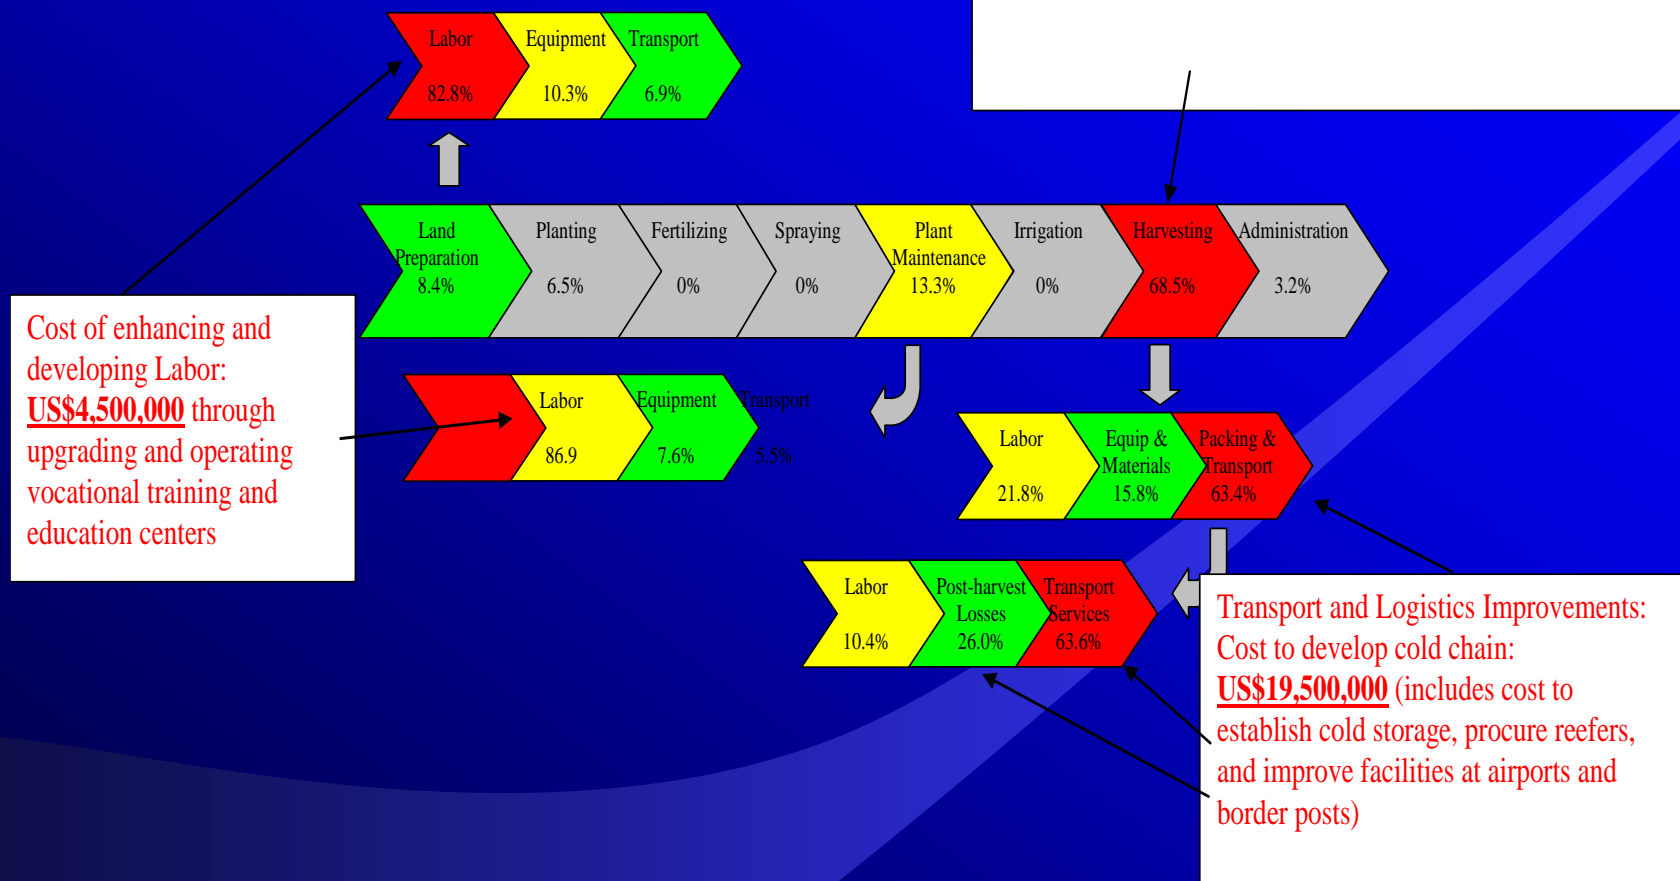 Labor
82.8%
Equipment
10.3%
Transport
6.9%
Land
Preparation
8.4%
Planting
6.5%
Fertilizing
0%
Spraying
0%
Plant
Maintenance
13.3%
Irrigation
0%
Harvesting
68.5%
Administration
3.2%
Cost of enhancing and
developing Labor:
US$4,500,000 through
upgrading and operating
vocational training and
education centers
Labor
86.9
Equipment
7.6%
Transport
5.5%
Labor
21.8%
Equip &
Materials
15.8%
Packing &
Transport
63.4%
Labor
10.4%
Post-harvest
Losses
26.0%
Transport
Services
63.6%
Transport and Logistics Improvements:
Cost to develop cold chain:
US$19,500,000 (includes cost to
establish cold storage, procure reefers,
and improve facilities at airports and
border posts)